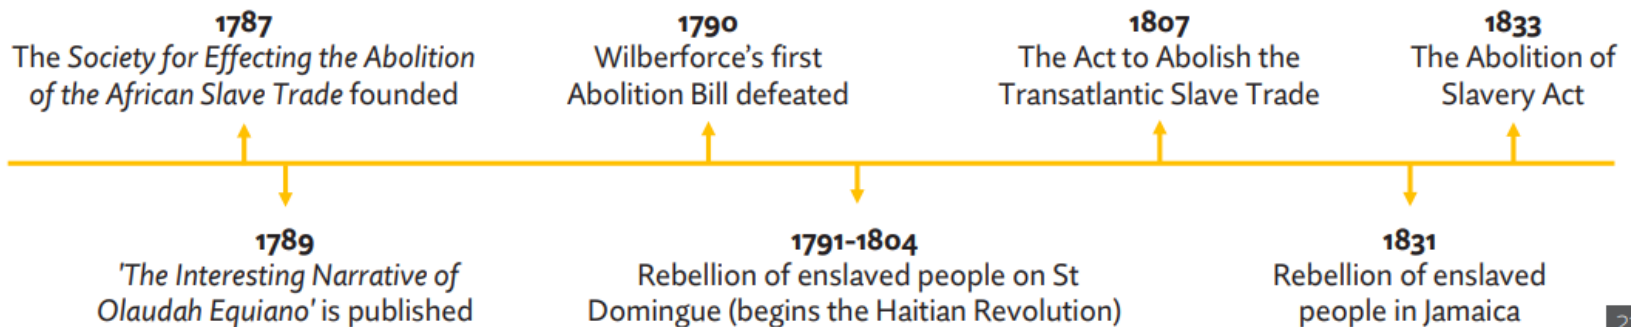 1787
The Society for Effecting the Abolition
of the African Slave Trade founded
1790
Wilberforce's first
Abolition Bill defeated
1807
The Act to Abolish the
Transatlantic Slave Trade
1833
The Abolition of
Slavery Act
1789
'The Interesting Narrative of
Olaudah Equiano' is published
1791-1804
Rebellion of enslaved people on St
Domingue (begins the Haitian Revolution)
1831
Rebellion of enslaved
people in Jamaica